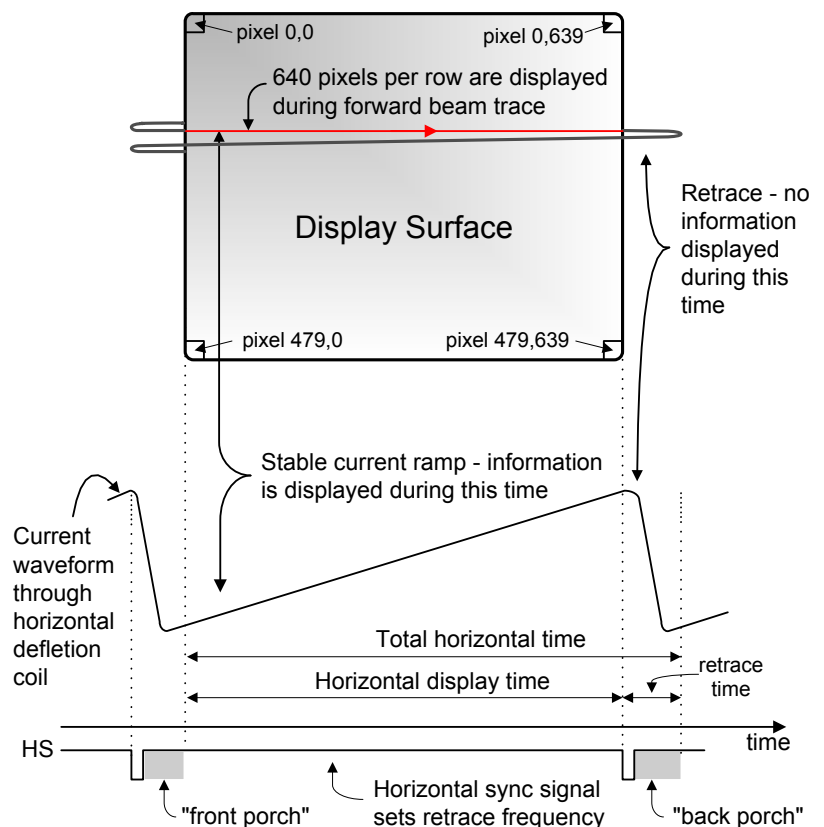 pixel 0,0
pixel 0,639
640 pixels per row are displayed
during forward beam trace
Retrace - no
information
displayed
during this
time
Display Surface
pixel 479,0
pixel 479,639
Stable current ramp - information
is displayed during this time
Current
waveform
through
horizontal
defletion
coil
Total horizontal time
Horizontal display time
retrace
time
time
HS
"front porch"
Horizontal sync signal
sets retrace frequency
"back porch"